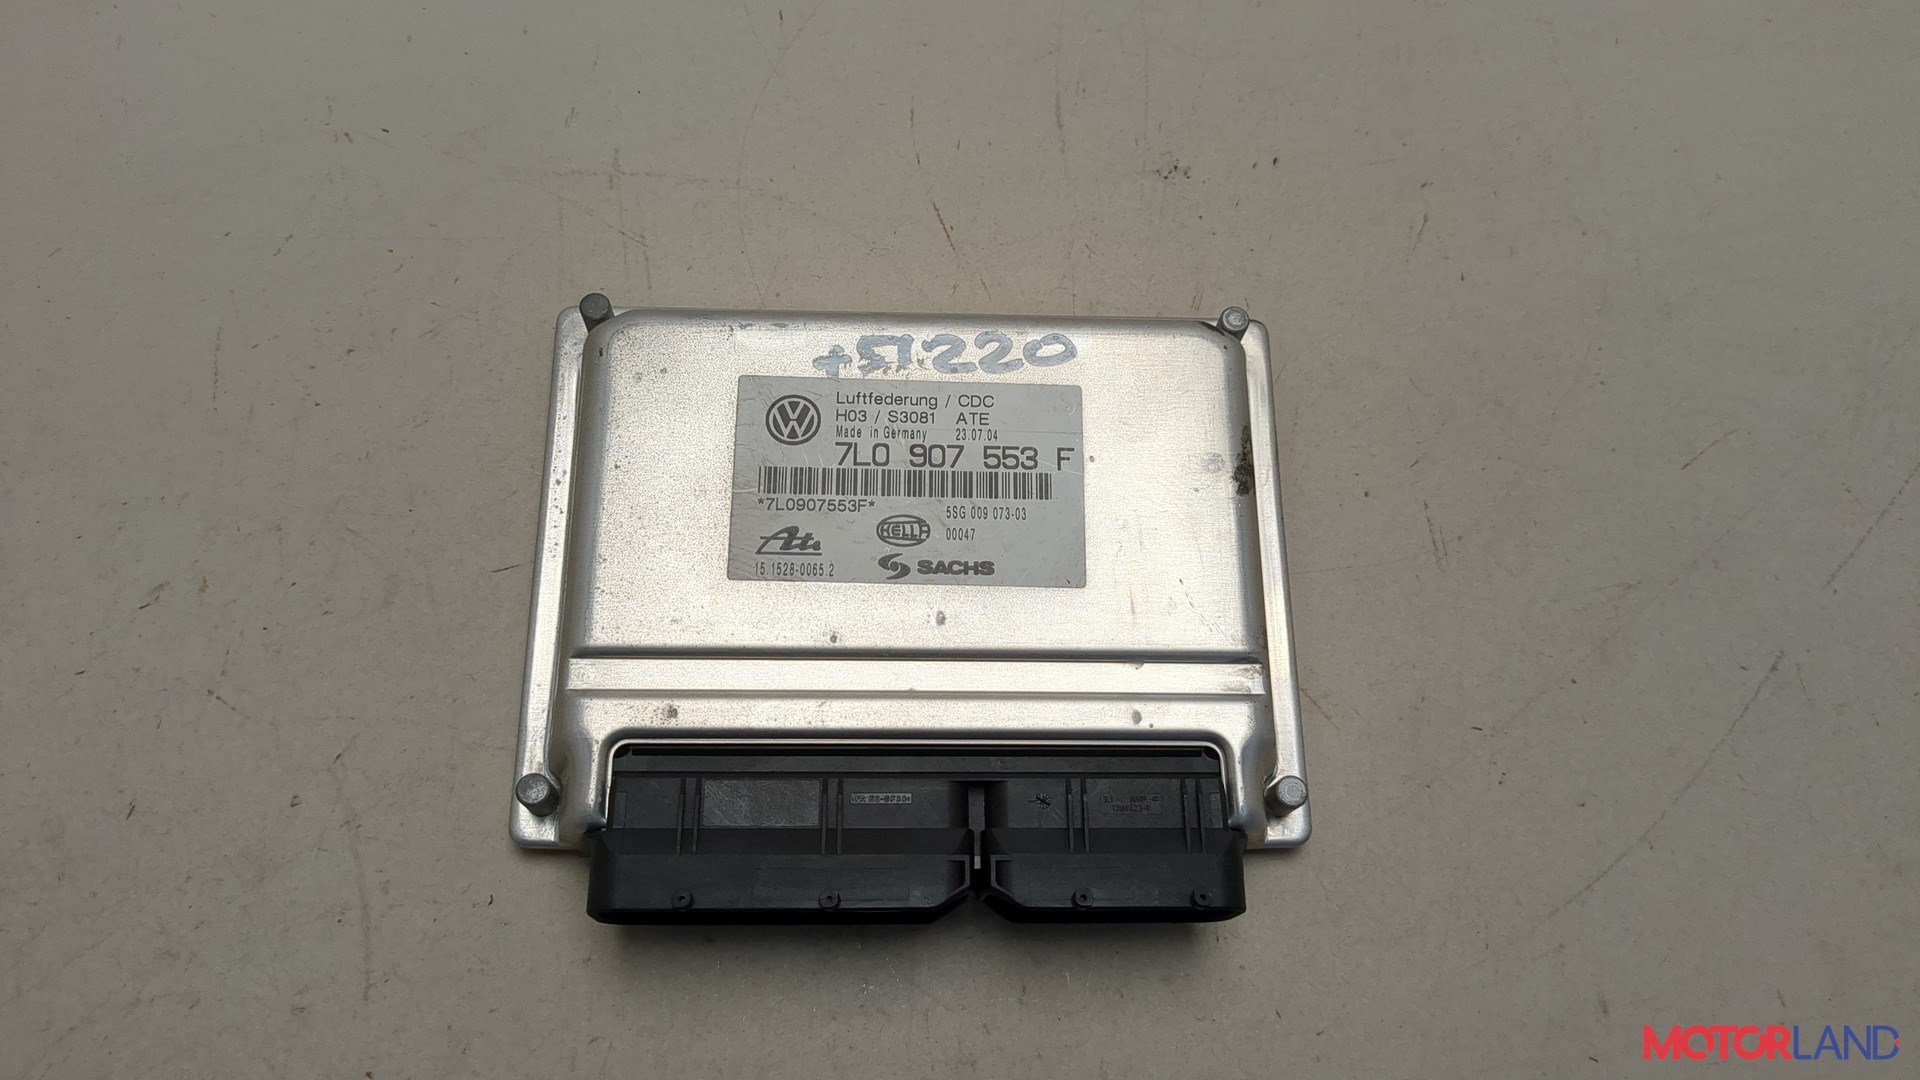 +51220
Luftfederung / CDC
H03 / S3081 ATE
Made in Germany 23.07.04
7L0 907 553 F
*7L0907553F*
5SG 009 073-03
HELLA
00047
Ate
15.1528-0065.2
SACHS
MOTORLAND